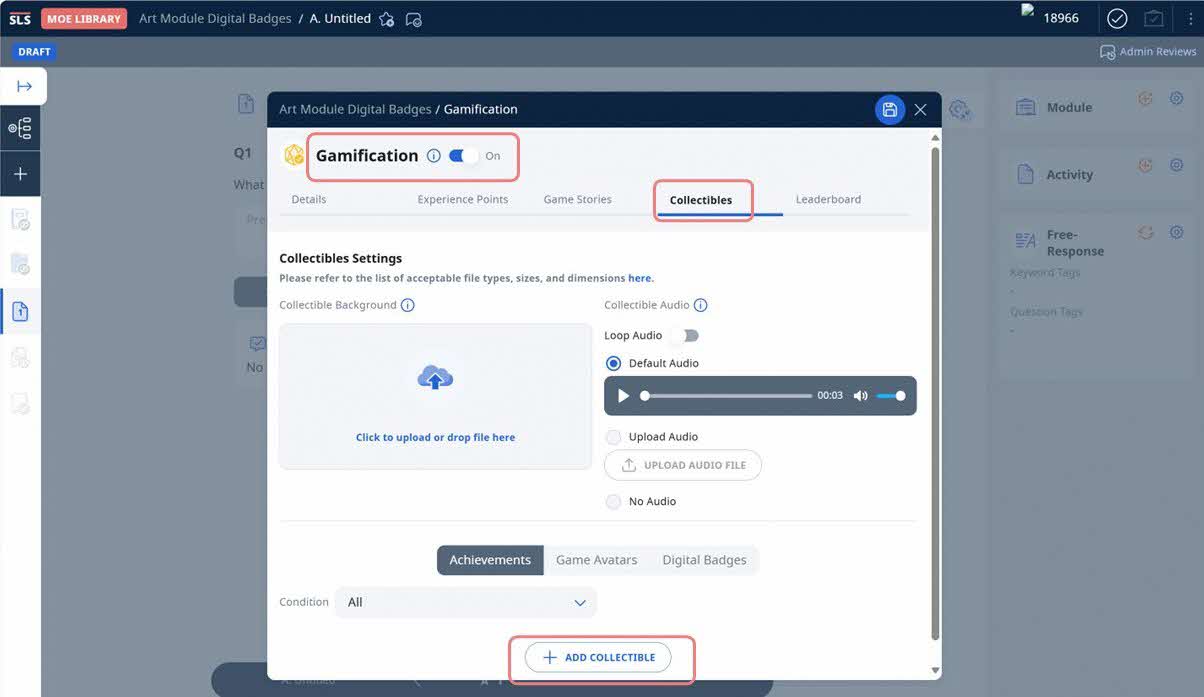 SLS MOE LIBRARY Art Module Digital Badges / A. Untitled 18966
DRAFT Admin Reviews
Art Module Digital Badges / Gamification
Gamification On
Details Experience Points Game Stories Collectibles Leaderboard
Collectibles Settings
Please refer to the list of acceptable file types, sizes, and dimensions here.
Collectible Background Collectible Audio
Loop Audio
Default Audio
00:03
Click to upload or drop file here
Upload Audio
UPLOAD AUDIO FILE
No Audio
Achievements Game Avatars Digital Badges
Condition All
ADD COLLECTIBLE
Q1
What
Pre
No
A. Untitled
Module
Activity
Free-
Response
Keyword Tags
-
Question Tags
-